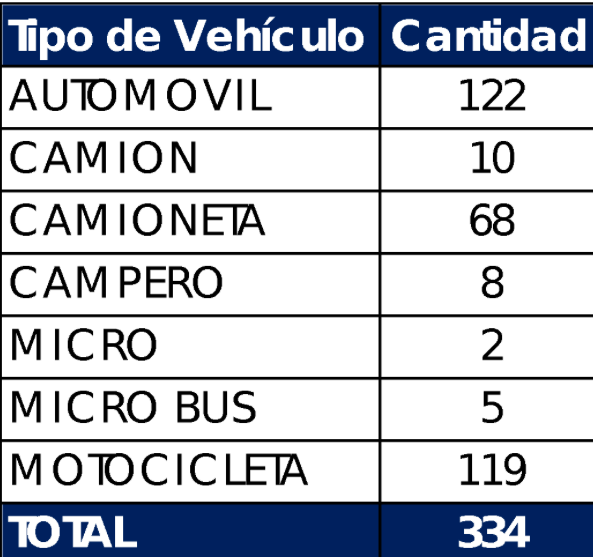 Tipo de Vehículo Cantidad
AUTOMOVIL 122
CAMION 10
CAMIONETA 68
CAMPERO 8
MICRO 2
MICRO BUS 5
MOTOCICLETA 119
TOTAL 334